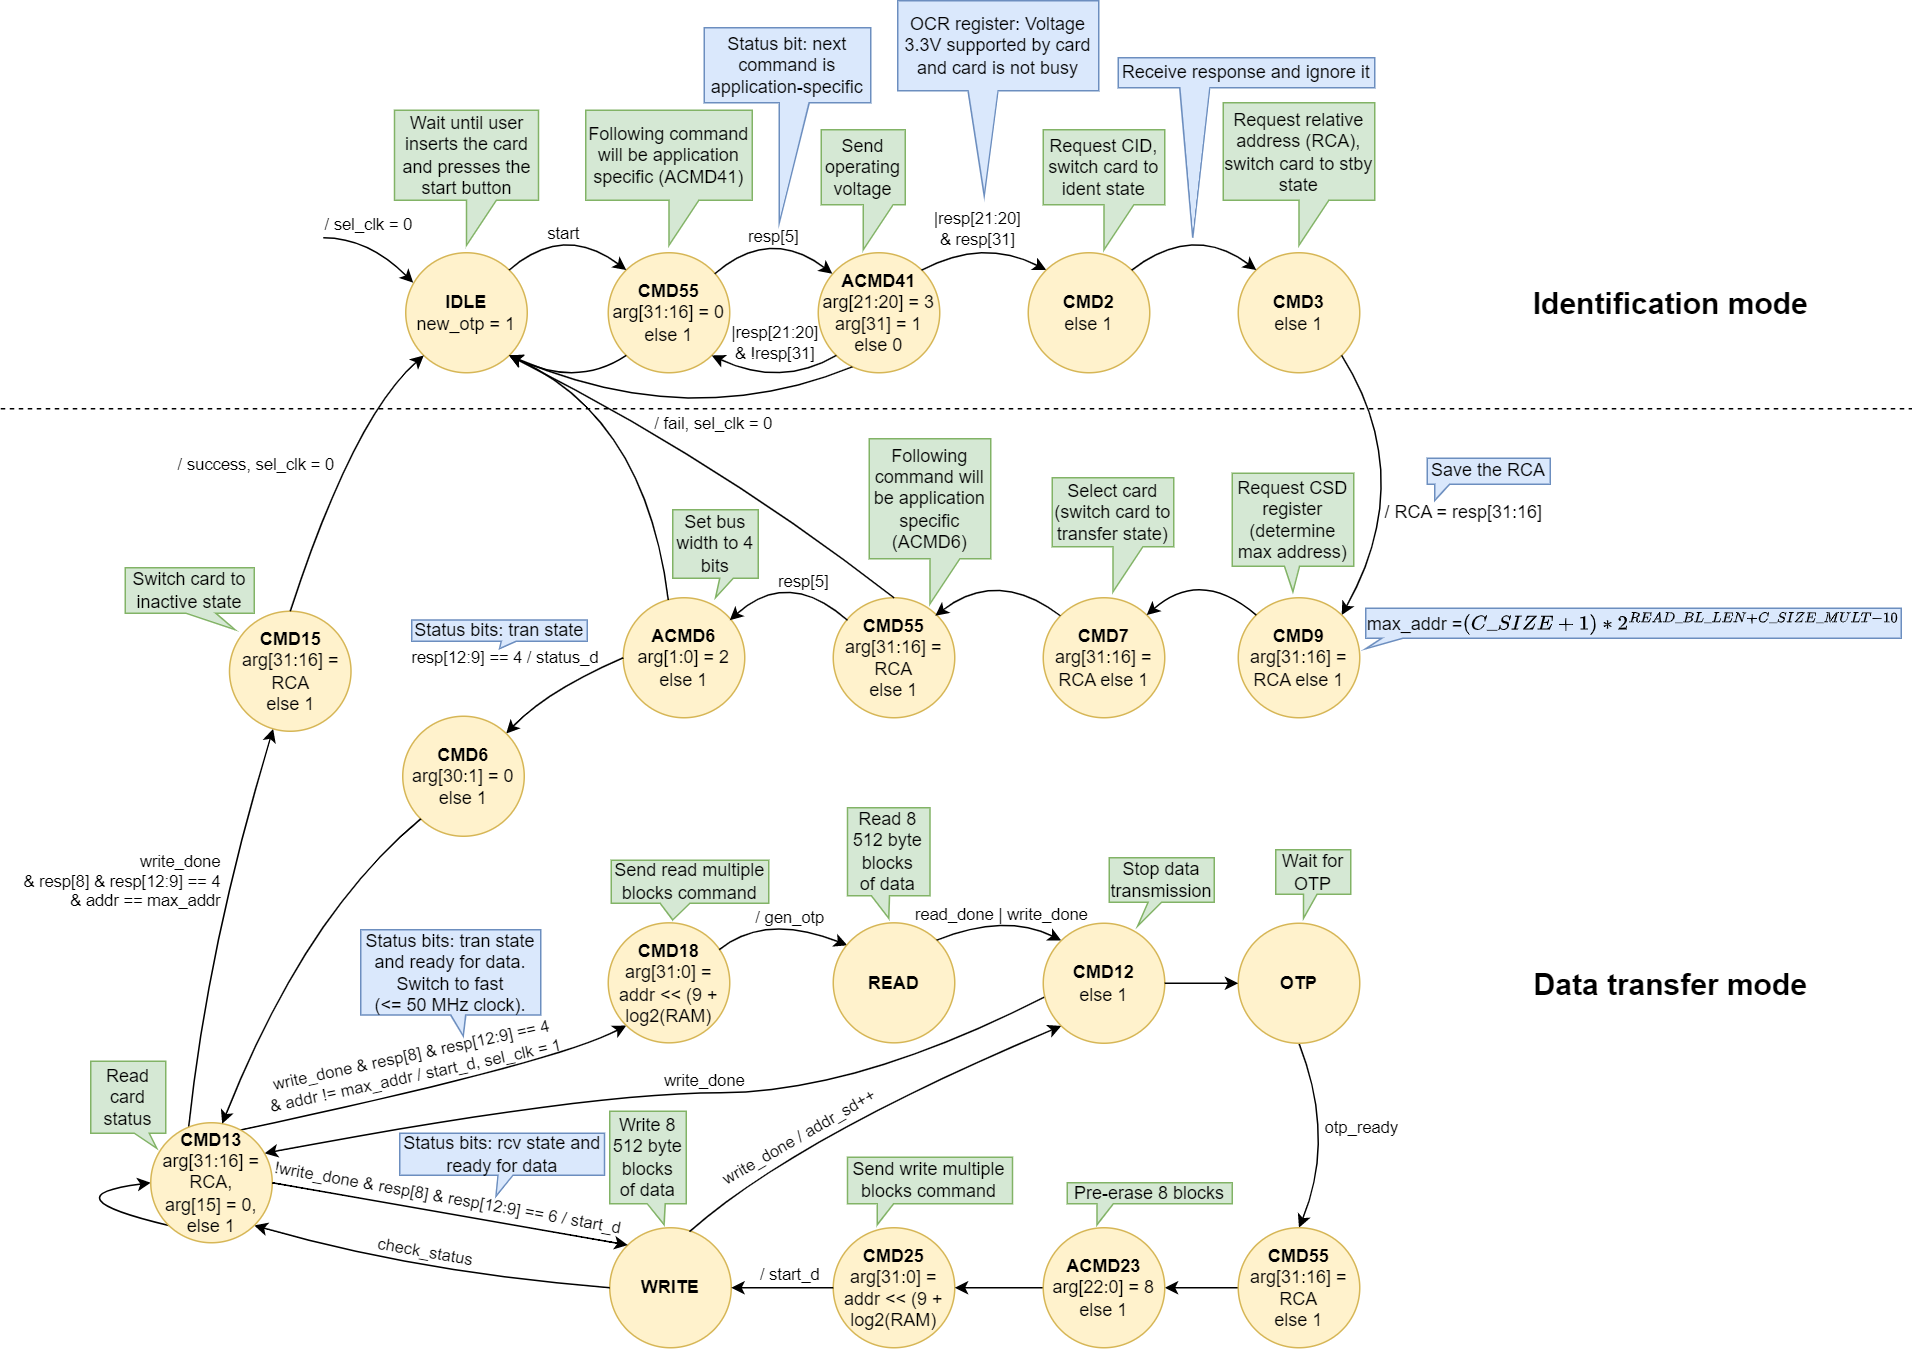 OCR register: Voltage
3.3V supported by card
and card is not busy
Status bit: next
command is
application-specific
Receive response and ignore it
Wait until user
inserts the card
and presses the
start button
Following command
will be application
specific (ACMD41)
Send
operating
voltage
Request CID,
switch card to
ident state
Request relative
address (RCA),
switch card to stby
state
/ sel_clk = 0
start
resp[5]
|resp[21:20]
& resp[31]
IDLE
new_otp = 1
CMD55
arg[31:16] = 0
else 1
|resp[21:20]
& !resp[31]
ACMD41
arg[21:20] = 3
arg[31] = 1
else 0
CMD2
else 1
CMD3
else 1
Identification mode
/ success, sel_clk = 0
/ fail, sel_clk = 0
Following
command will
be application
specific
(ACMD6)
Select card
(switch card to
transfer state)
Request CSD
register
(determine
max address)
Save the RCA
/ RCA = resp[31:16]
Set bus
width to 4
bits
Switch card to
inactive state
Status bits: tran state
resp[12:9] == 4 / status_d
resp[5]
CMD15
arg[31:16] =
RCA
else 1
ACMD6
arg[1:0] = 2
else 1
CMD55
arg[31:16] =
RCA
else 1
CMD7
arg[31:16] =
RCA else 1
CMD9
arg[31:16] =
RCA else 1
max_addr =(C_SIZE + 1) * 2^{READ_BL_LEN+C_SIZE_MULT−10}
CMD6
arg[30:1] = 0
else 1
write_done
& resp[8] & resp[12:9] == 4
& addr == max_addr
Send read multiple
blocks command
Read 8
512 byte
blocks
of data
Stop data
transmission
Wait for
OTP
/ gen_otp
read_done | write_done
Status bits: tran state
and ready for data.
Switch to fast
(<= 50 MHz clock).
CMD18
arg[31:0] =
addr << (9 +
log2(RAM)
READ
CMD12
else 1
OTP
Data transfer mode
write_done & resp[8] & resp[12:9] == 4
& addr != max_addr / start_d, sel_clk = 1
Read
card
status
write_done
write_done / addr_sd++
otp_ready
CMD13
arg[31:16] =
RCA,
arg[15] = 0,
else 1
Status bits: rcv state and
ready for data
!write_done & resp[8] & resp[12:9] == 6 / start_d
check_status
Write 8
512 byte
blocks
of data
Send write multiple
blocks command
Pre-erase 8 blocks
WRITE
/ start_d
CMD25
arg[31:0] =
addr << (9 +
log2(RAM)
ACMD23
arg[22:0] = 8
else 1
CMD55
arg[31:16] =
RCA
else 1